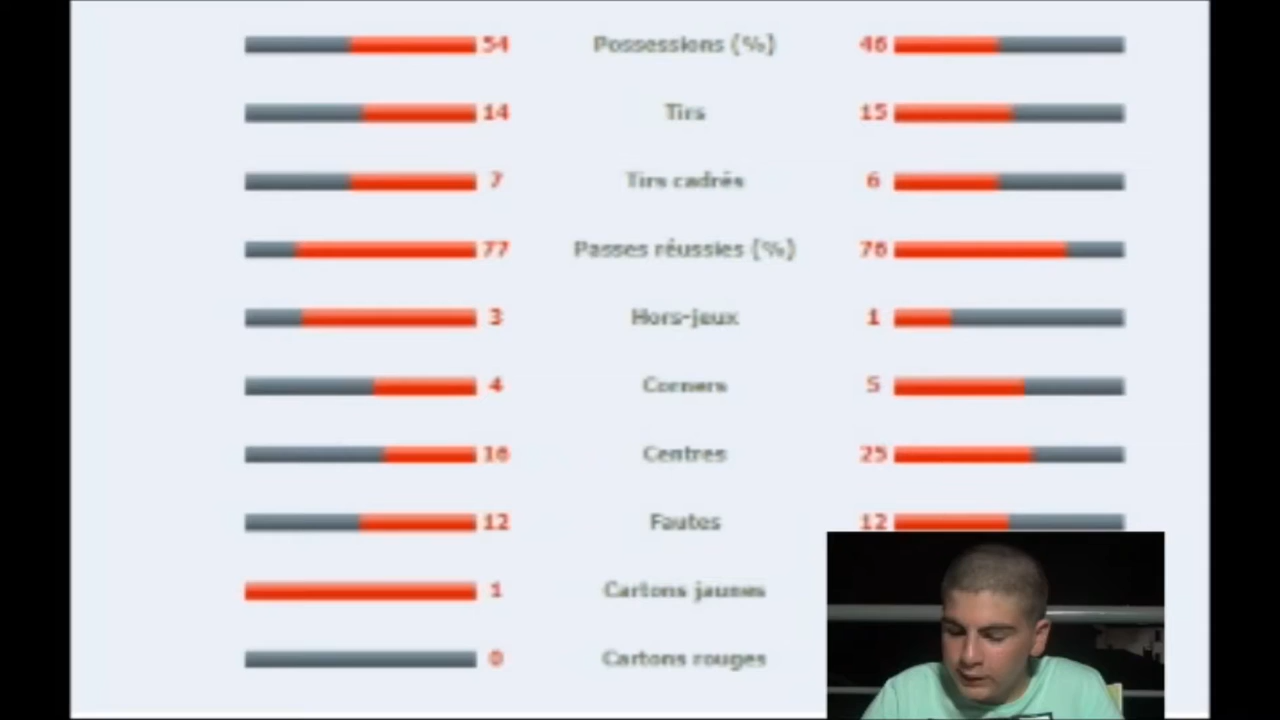 54 Possessions (%) 46
14 Tirs 15
7 Tirs cadrés 6
77 Passes réussies (%) 76
3 Hors-jeux 1
4 Corners 5
16 Centres 25
12 Fautes 12
1 Cartons jaunes
0 Cartons rouges